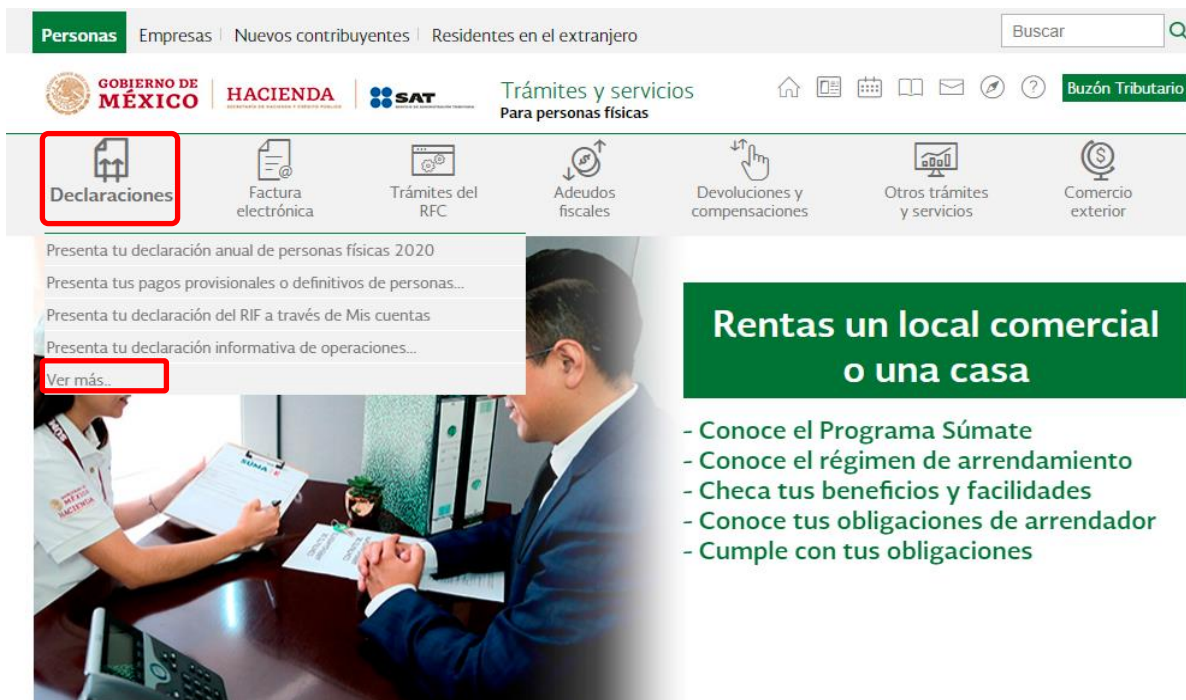 Personas Empresas Nuevos contribuyentes Residentes en el extranjero Buscar
GOBIERNO DE
MÉXICO
HACIENDA
SAT
Trámites y servicios
Para personas físicas
Buzón Tributario
Declaraciones
Factura
electrónica
Trámites del
RFC
Adeudos
fiscales
Devoluciones y
compensaciones
Otros trámites
y servicios
Comercio
exterior
Presenta tu declaración anual de personas físicas 2020
Presenta tus pagos provisionales o definitivos de personas...
Presenta tu declaración del RIF a través de Mis cuentas
Presenta tu declaración informativa de operaciones...
Ver más..
Rentas un local comercial
o una casa
- Conoce el Programa Súmate
- Conoce el régimen de arrendamiento
- Checa tus beneficios y facilidades
- Conoce tus obligaciones de arrendador
- Cumple con tus obligaciones
MÉXICO
HACIENDA